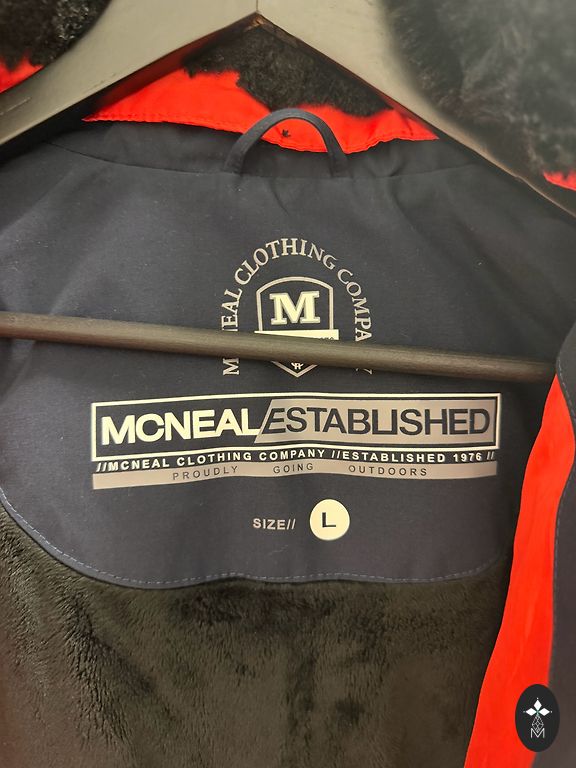 MCNEAL CLOTHING COMPANY
M
MCNEAL/ESTABLISHED
//MCNEAL CLOTHING COMPANY //ESTABLISHED 1976 //
PROUDLY GOING OUTDOORS
SIZE// L
M